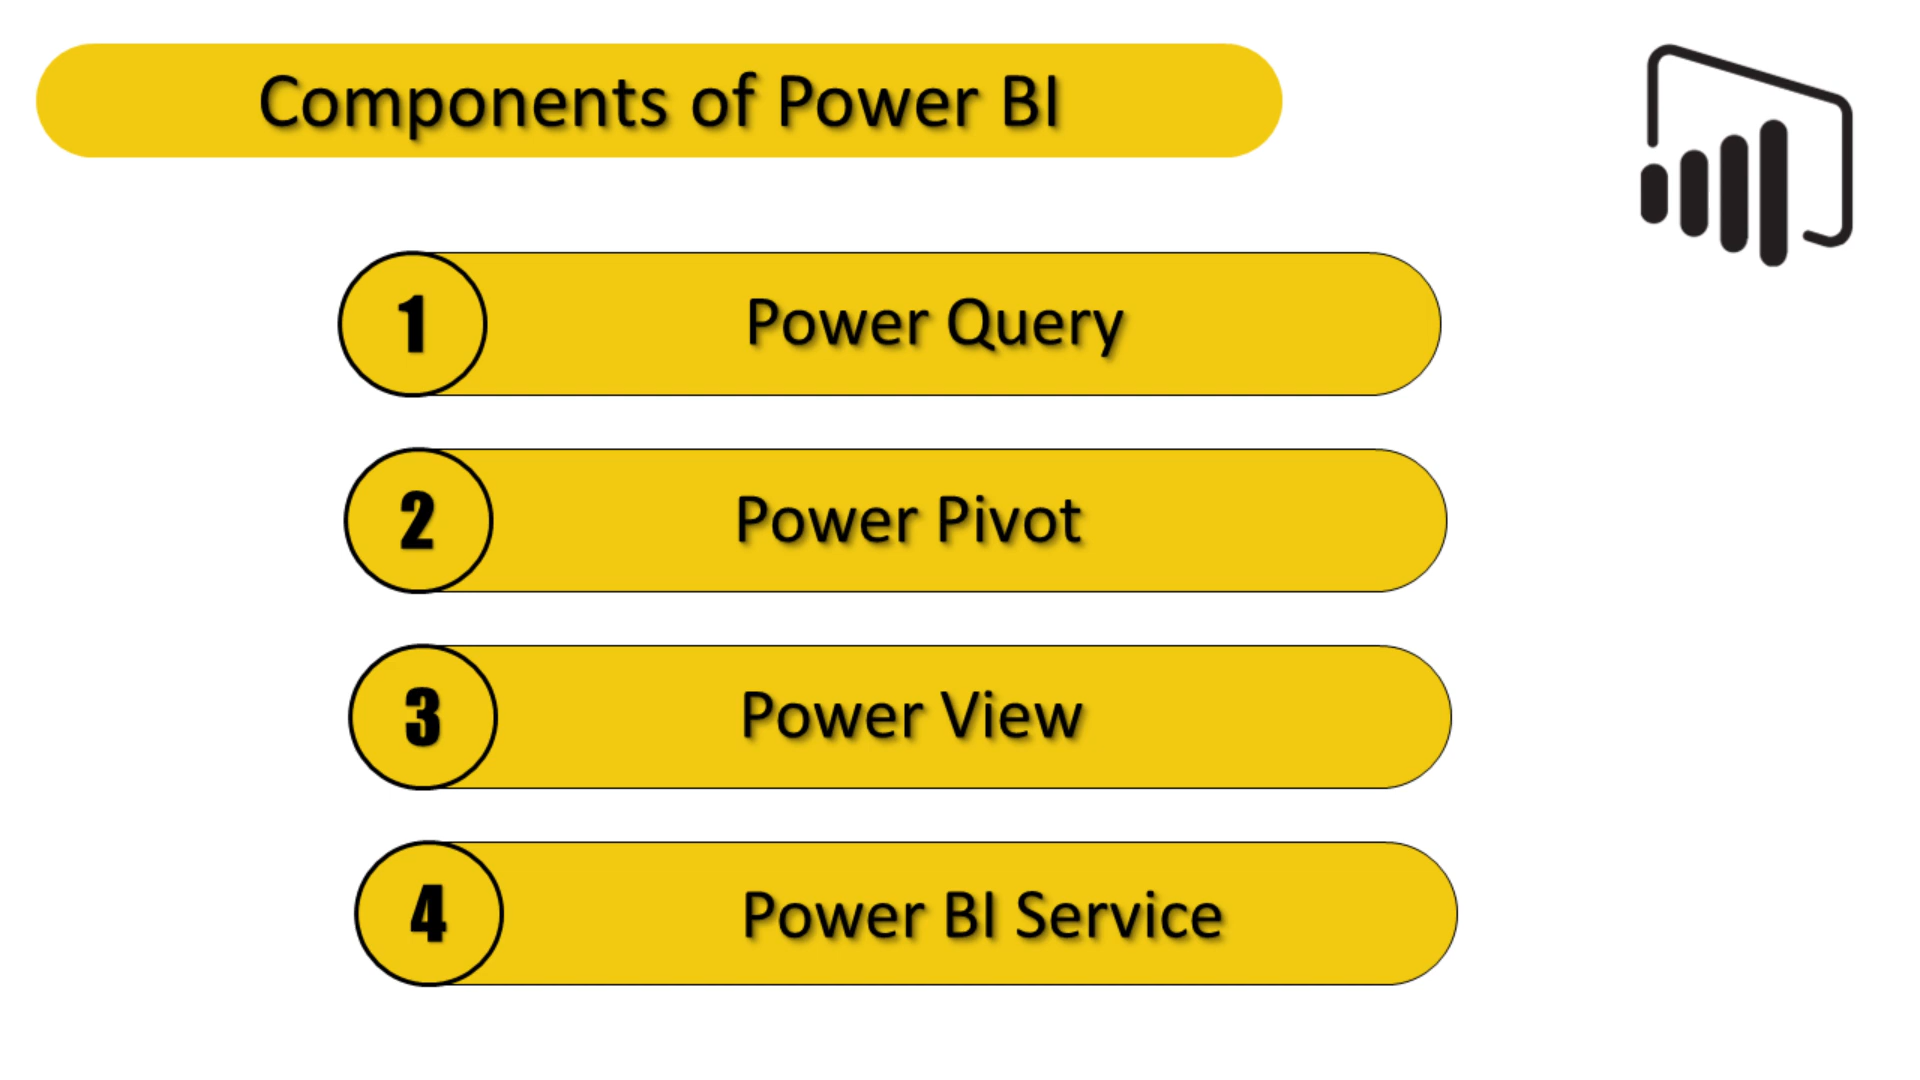 Components of Power BI
1 Power Query
2 Power Pivot
3 Power View
4 Power BI Service